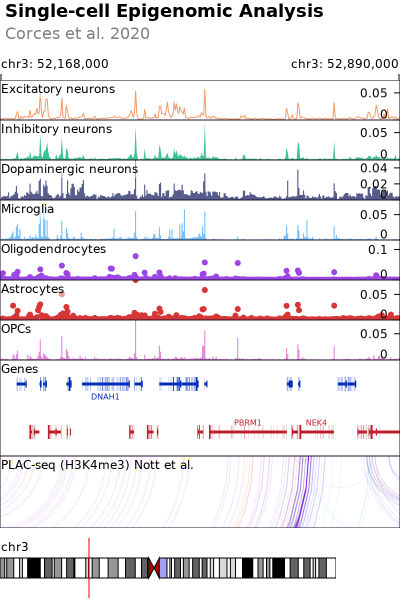 Single-cell Epigenomic Analysis
Corces et al. 2020
chr3: 52,168,000 chr3: 52,890,000
Excitatory neurons 0.05
0
Inhibitory neurons 0.05
0
Dopaminergic neurons 0.04
0.02
0
Microglia 0.05
0
Oligodendrocytes 0.1
0
Astrocytes 0.05
0
OPCs 0.05
0
Genes
DNAH1
PBRM1 NEK4
PLAC-seq (H3K4me3) Nott et al.
chr3